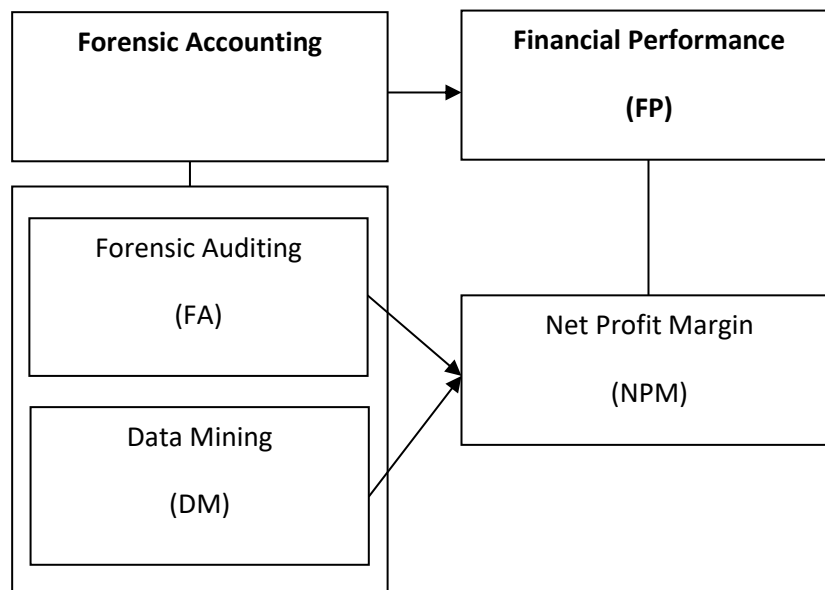 Forensic Accounting
Financial Performance
(FP)
Forensic Auditing
(FA)
Net Profit Margin
(NPM)
Data Mining
(DM)